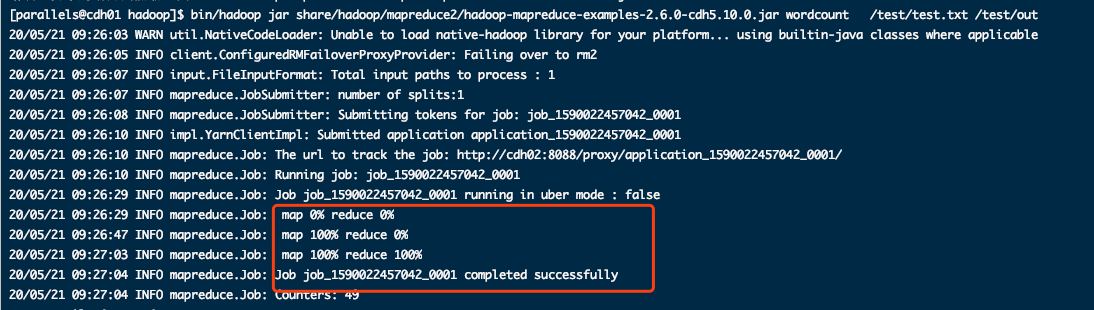 [parallels@cdh01 hadoop]$ bin/hadoop jar share/hadoop/mapreduce2/hadoop-mapreduce-examples-2.6.0-cdh5.10.0.jar wordcount   /test/test.txt /test/out
20/05/21 09:26:03 WARN util.NativeCodeLoader: Unable to load native-hadoop library for your platform... using builtin-java classes where applicable
20/05/21 09:26:05 INFO client.ConfiguredRMFailoverProxyProvider: Failing over to rm2
20/05/21 09:26:07 INFO input.FileInputFormat: Total input paths to process : 1
20/05/21 09:26:07 INFO mapreduce.JobSubmitter: number of splits:1
20/05/21 09:26:08 INFO mapreduce.JobSubmitter: Submitting tokens for job: job_1590022457042_0001
20/05/21 09:26:10 INFO impl.YarnClientImpl: Submitted application application_1590022457042_0001
20/05/21 09:26:10 INFO mapreduce.Job: The url to track the job: http://cdh02:8088/proxy/application_1590022457042_0001/
20/05/21 09:26:10 INFO mapreduce.Job: Running job: job_1590022457042_0001
20/05/21 09:26:29 INFO mapreduce.Job: Job job_1590022457042_0001 running in uber mode : false
20/05/21 09:26:29 INFO mapreduce.Job:  map 0% reduce 0%
20/05/21 09:26:47 INFO mapreduce.Job:  map 100% reduce 0%
20/05/21 09:27:03 INFO mapreduce.Job:  map 100% reduce 100%
20/05/21 09:27:04 INFO mapreduce.Job: Job job_1590022457042_0001 completed successfully
20/05/21 09:27:04 INFO mapreduce.Job: Counters: 49